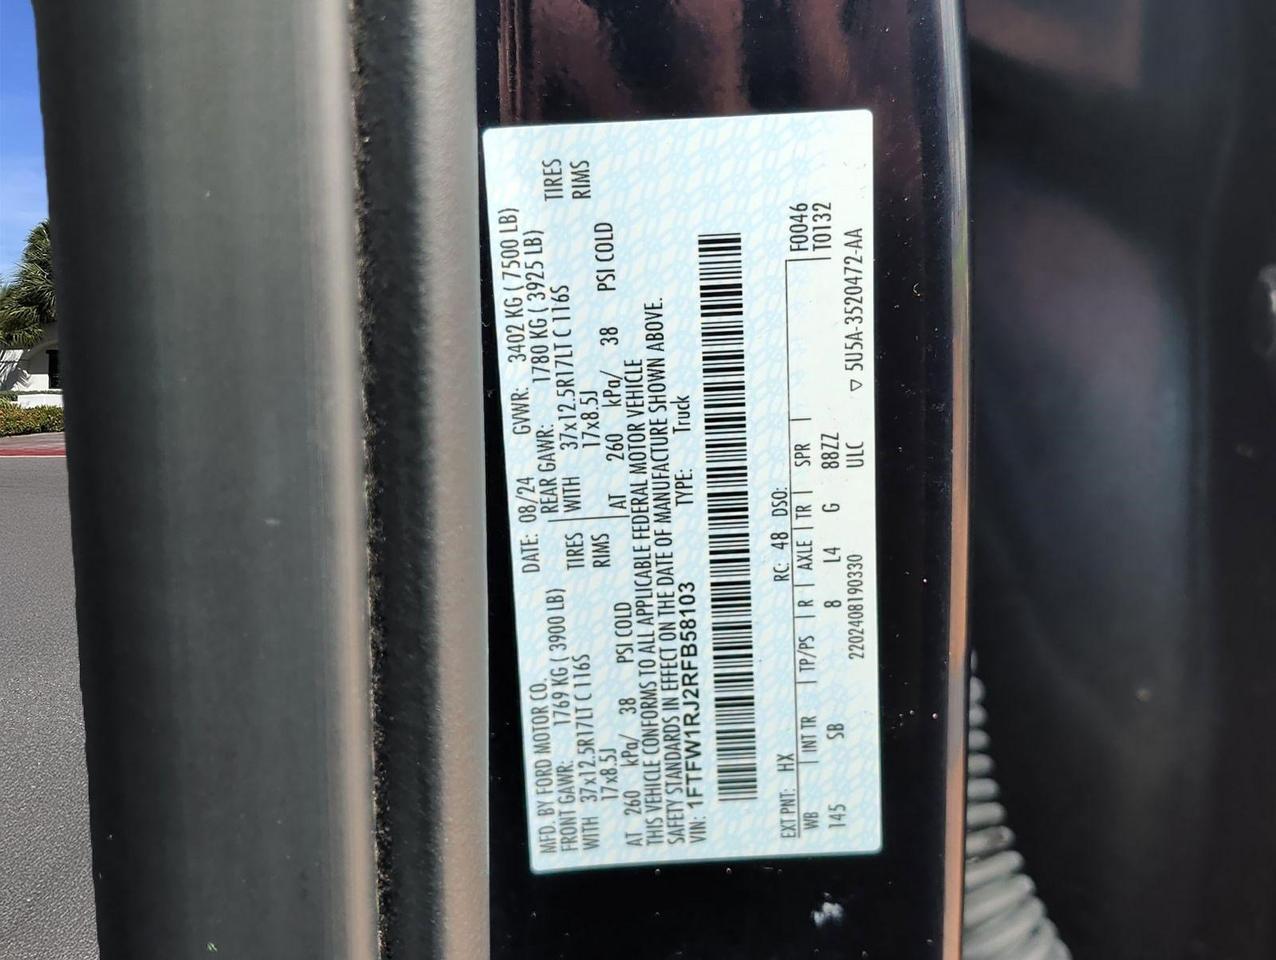 MFD. BY FORD MOTOR CO. DATE: 08/24 GVWR: 3402 KG ( 7500 LB)
FRONT GAWR: 1769 KG ( 3900 LB) REAR GAWR: 1780 KG ( 3925 LB)
WITH 37x12.5R17LT C 116S TIRES WITH 37x12.5R17LT C 116S TIRES
17x8.5J RIMS 17x8.5J RIMS
AT 260 kPa/ 38 PSI COLD AT 260 kPa/ 38 PSI COLD
THIS VEHICLE CONFORMS TO ALL APPLICABLE FEDERAL MOTOR VEHICLE
SAFETY STANDARDS IN EFFECT ON THE DATE OF MANUFACTURE SHOWN ABOVE.
VIN: 1FTFW1RJ2RFB58103 TYPE: Truck
EXT PNT: HX RC: 48 DSO: F0046
WB INT TR TP/PS R AXLE TR SPR T0132
145 SB 8 L4 G 88ZZ
2202408190330 ULC ▽ 5U5A-3520472-AA